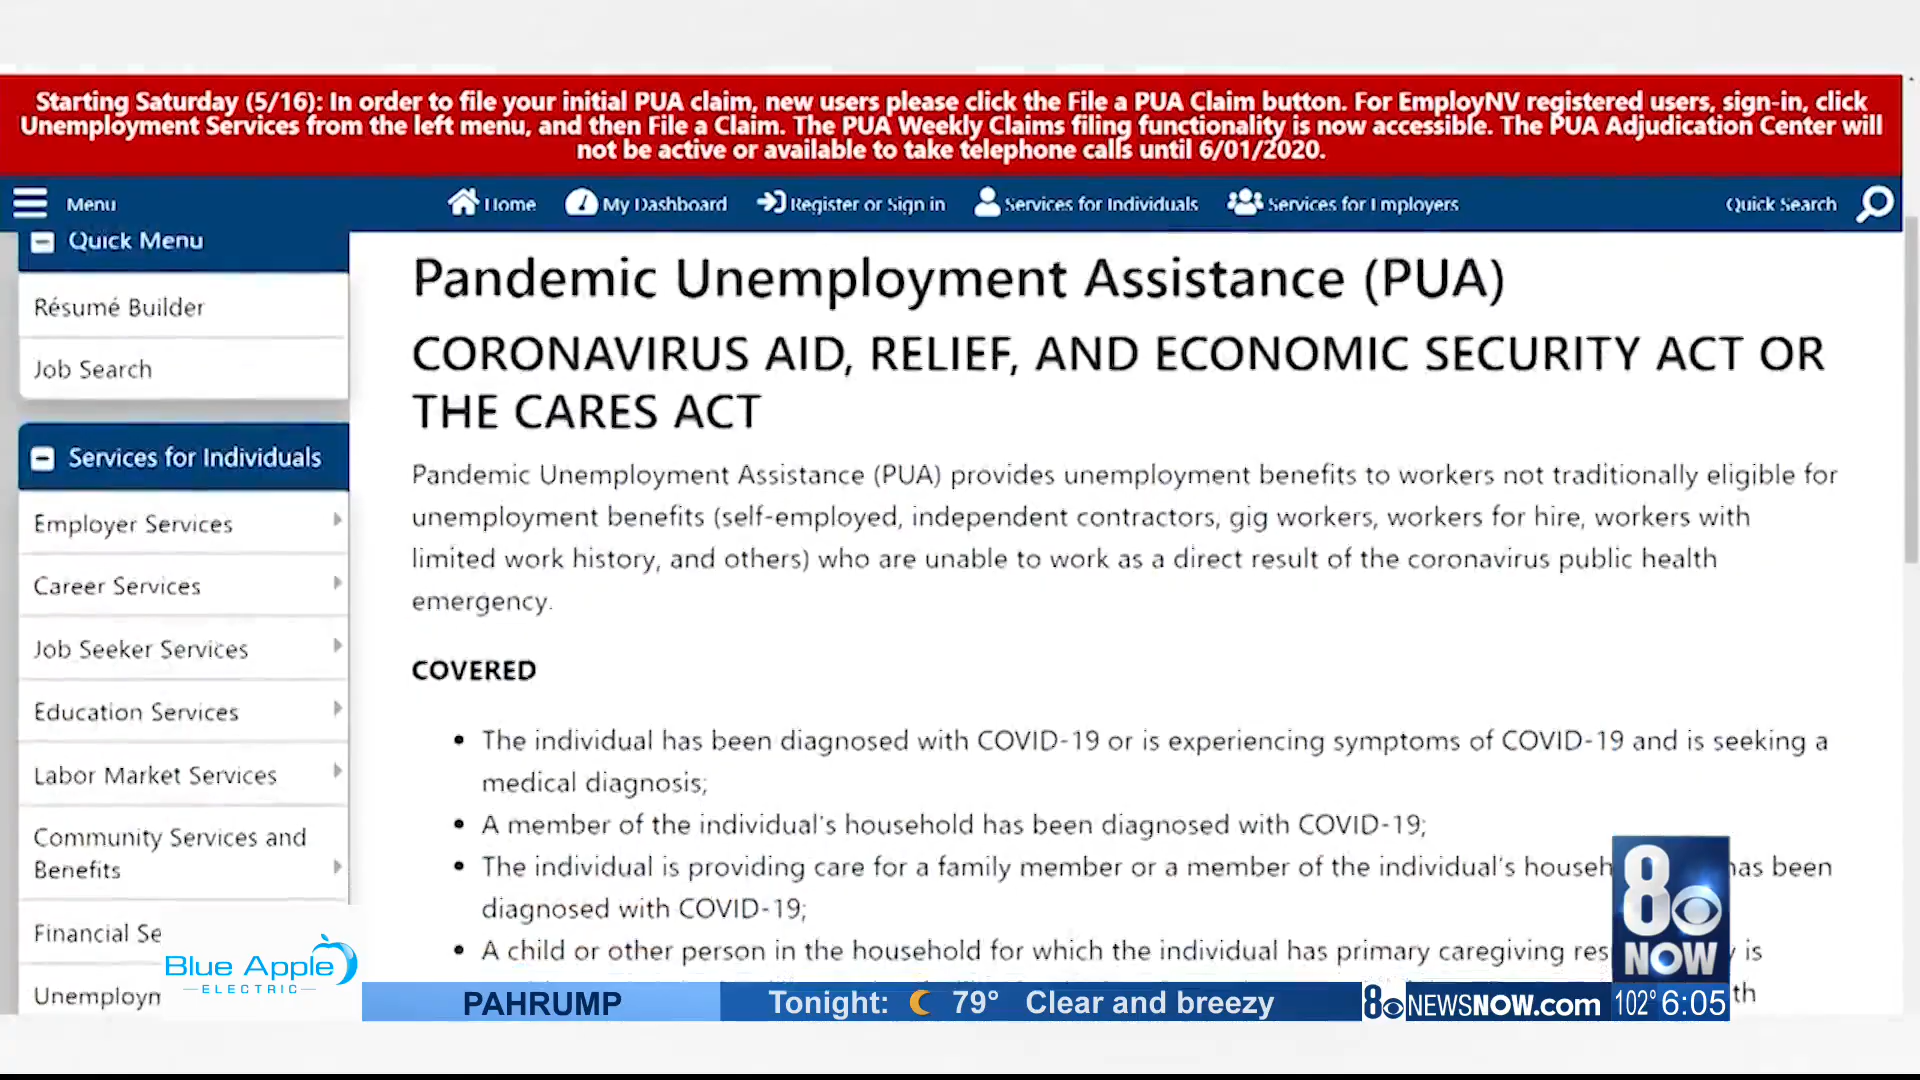 Starting Saturday (5/16): In order to file your initial PUA claim, new users please click the File a PUA Claim button. For EmployNV registered users, sign-in, click
Unemployment Services from the left menu, and then File a Claim. The PUA Weekly Claims filing functionality is now accessible. The PUA Adjudication Center will
not be active or available to take telephone calls until 6/01/2020.
Menu
Home
My Dashboard
Register or Sign in
Services for Individuals
Services for Employers
Quick Search
Quick Menu
Résumé Builder
Job Search
Services for Individuals
Employer Services
Career Services
Job Seeker Services
Education Services
Labor Market Services
Community Services and
Benefits
Financial Se
Unemploym
Pandemic Unemployment Assistance (PUA)
CORONAVIRUS AID, RELIEF, AND ECONOMIC SECURITY ACT OR
THE CARES ACT
Pandemic Unemployment Assistance (PUA) provides unemployment benefits to workers not traditionally eligible for
unemployment benefits (self-employed, independent contractors, gig workers, workers for hire, workers with
limited work history, and others) who are unable to work as a direct result of the coronavirus public health
emergency.
COVERED
• The individual has been diagnosed with COVID-19 or is experiencing symptoms of COVID-19 and is seeking a
medical diagnosis;
• A member of the individual's household has been diagnosed with COVID-19;
• The individual is providing care for a family member or a member of the individual's househ has been
diagnosed with COVID-19;
• A child or other person in the household for which the individual has primary caregiving res y is
th
8 NOW
Blue Apple
ELECTRIC
PAHRUMP
Tonight: 79° Clear and breezy
8NEWSNOW.com
102° 6:05